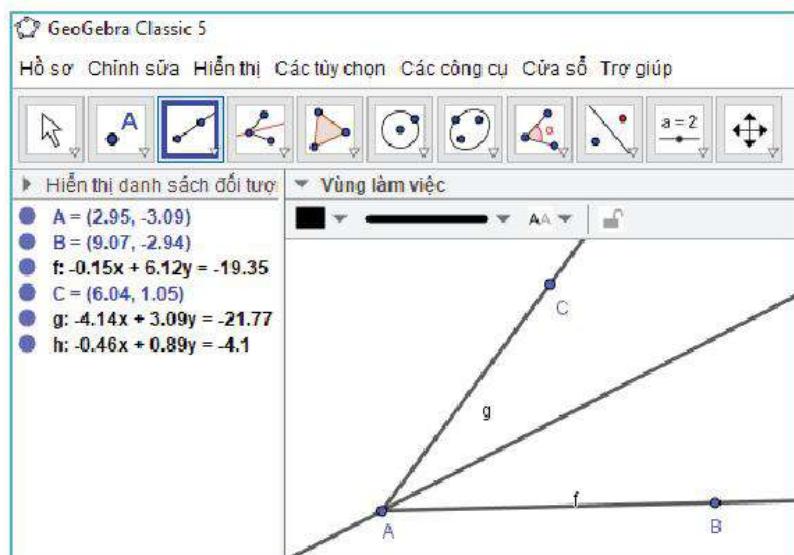 GeoGebra Classic 5
Hồ sơ Chỉnh sửa Hiển thị Các tùy chọn Các công cụ Cửa sổ Trợ giúp
A
α
a = 2
Hiển thị danh sách đối tượ
Vùng làm việc
AA
A = (2.95, -3.09)
B = (9.07, -2.94)
f: -0.15x + 6.12y = -19.35
C = (6.04, 1.05)
g: -4.14x + 3.09y = -21.77
h: -0.46x + 0.89y = -4.1
C
g
f
A
B